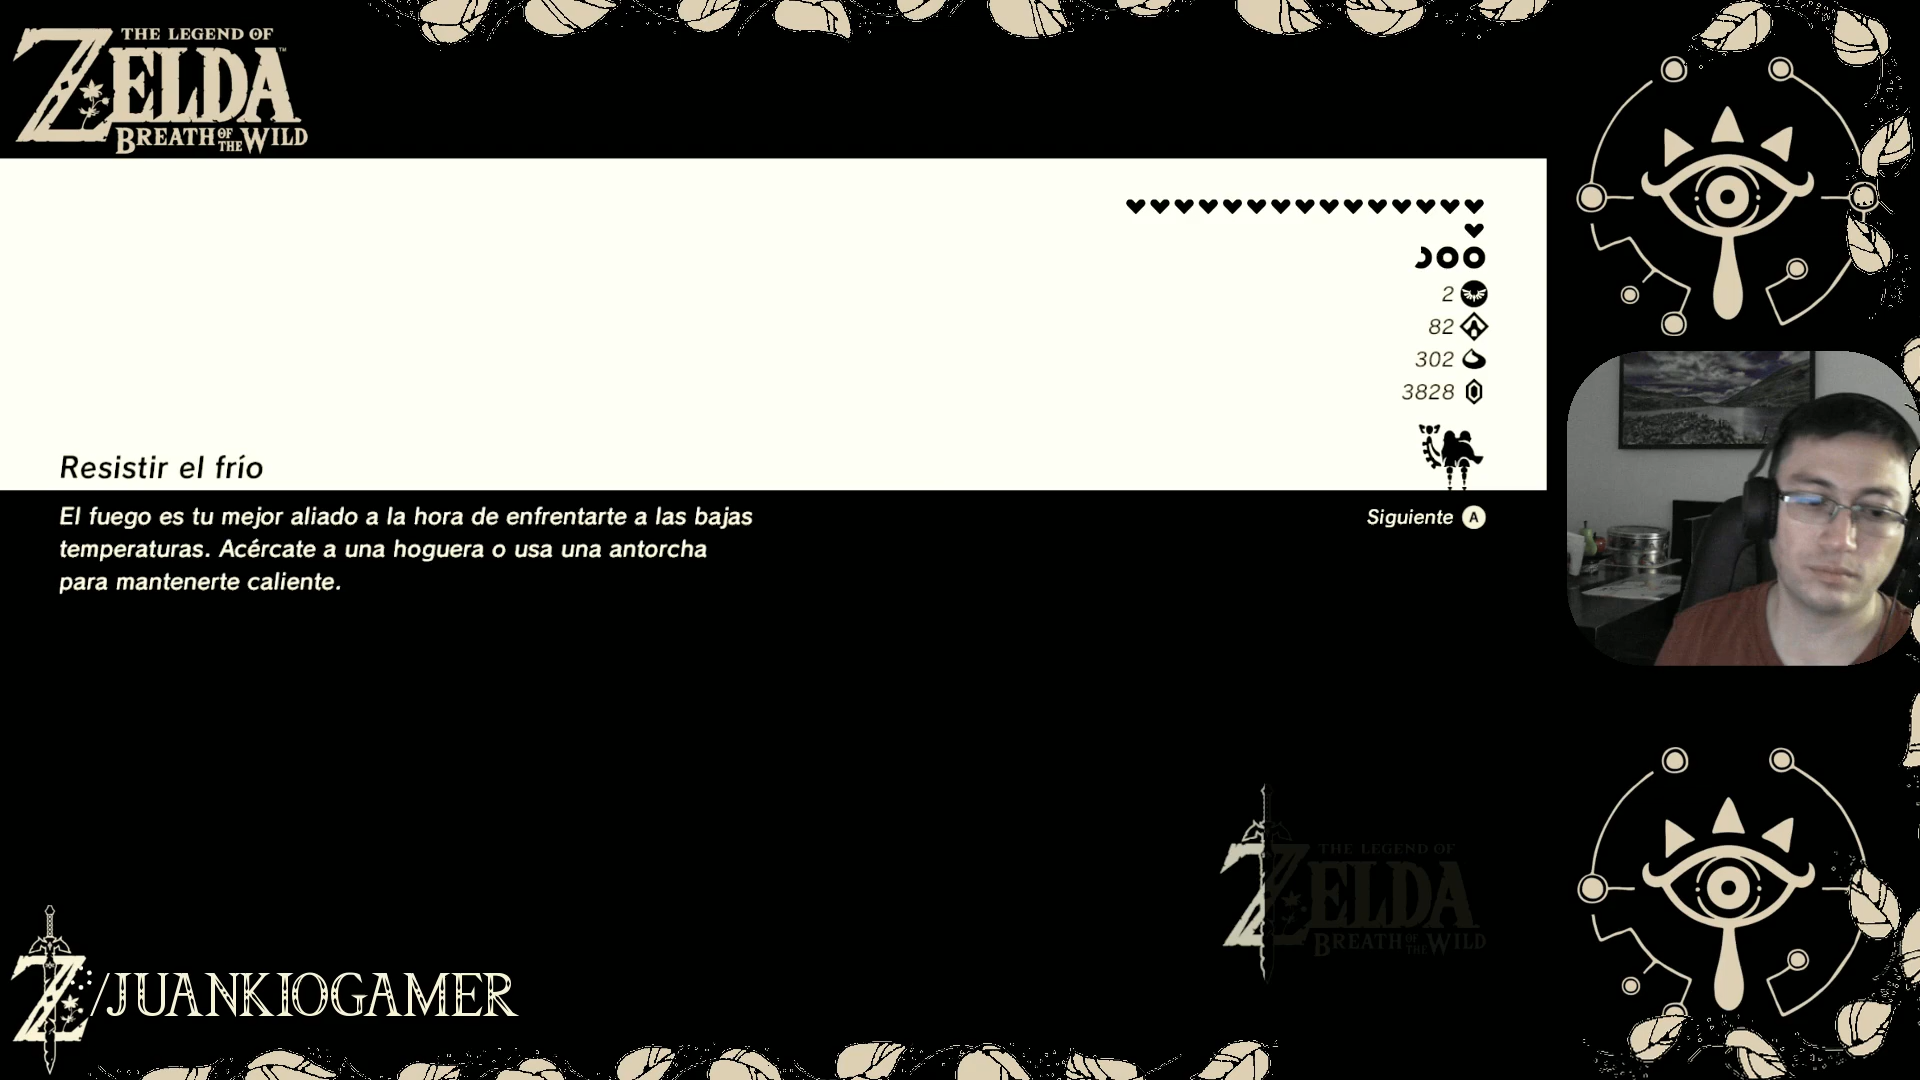 THE LEGEND OF
ZELDA™
BREATH OF THE WILD
2
82
302
3828
Resistir el frío
El fuego es tu mejor aliado a la hora de enfrentarte a las bajas
temperaturas. Acércate a una hoguera o usa una antorcha
para mantenerte caliente.
Siguiente A
THE LEGEND OF
ZELDA
BREATH OF THE WILD
Z/JUANKIOGAMER